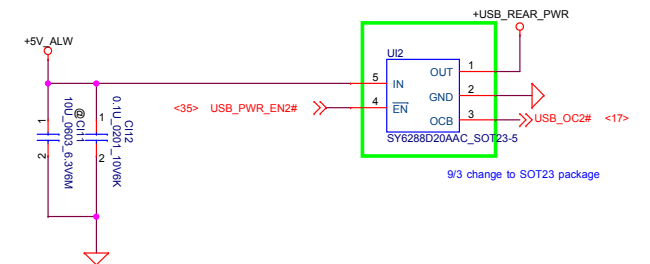 +USB_REAR_PWR
+5V_ALW
UI2
OUT 1
5 IN
GND 2
<35> USB_PWR_EN2# 4 EN
OCB 3 USB_OC2# <17>
SY6288D20AAC_SOT23-5
9/3 change to SOT23 package
1
2
@CI11
10U_0603_6.3V6M
1
2
CI12
0.1U_0201_10V6K